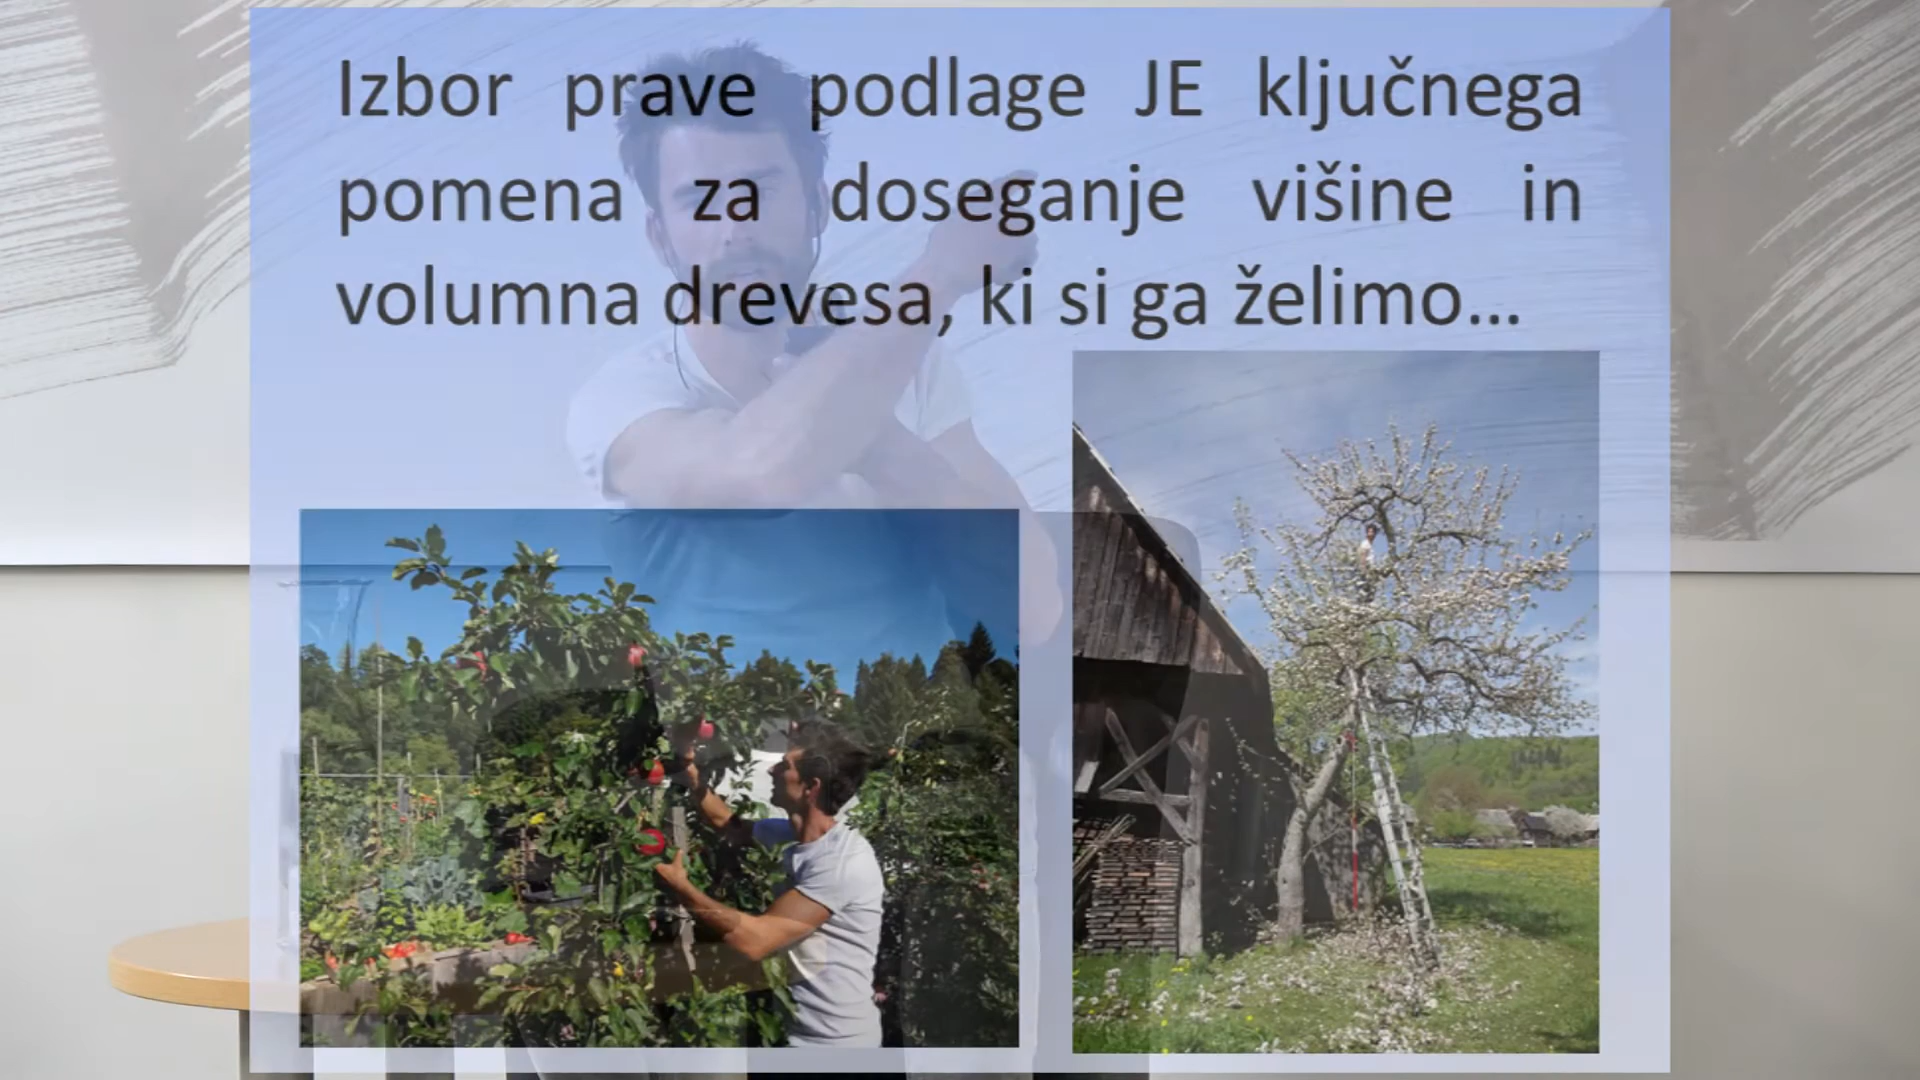 Izbor prave podlage JE ključnega
pomena za doseganje višine in
volumna drevesa, ki si ga želimo...